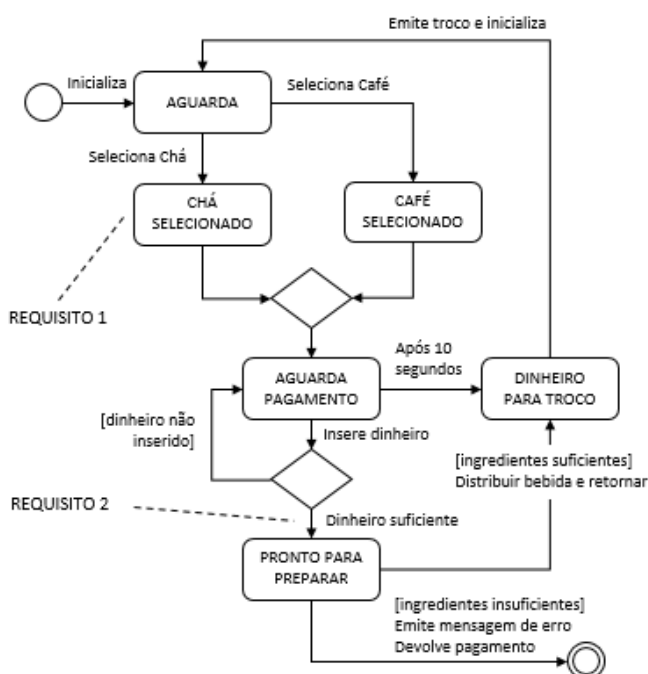 Emite troco e inicializa
Inicializa
AGUARDA
Seleciona Café
Seleciona Chá
CHÁ
SELECIONADO
CAFÉ
SELECIONADO
REQUISITO 1
AGUARDA
PAGAMENTO
Após 10
segundos
DINHEIRO
PARA TROCO
[dinheiro não
inserido]
Insere dinheiro
[ingredientes suficientes]
Distribuir bebida e retornar
REQUISITO 2
Dinheiro suficiente
PRONTO PARA
PREPARAR
[ingredientes insuficientes]
Emite mensagem de erro
Devolve pagamento